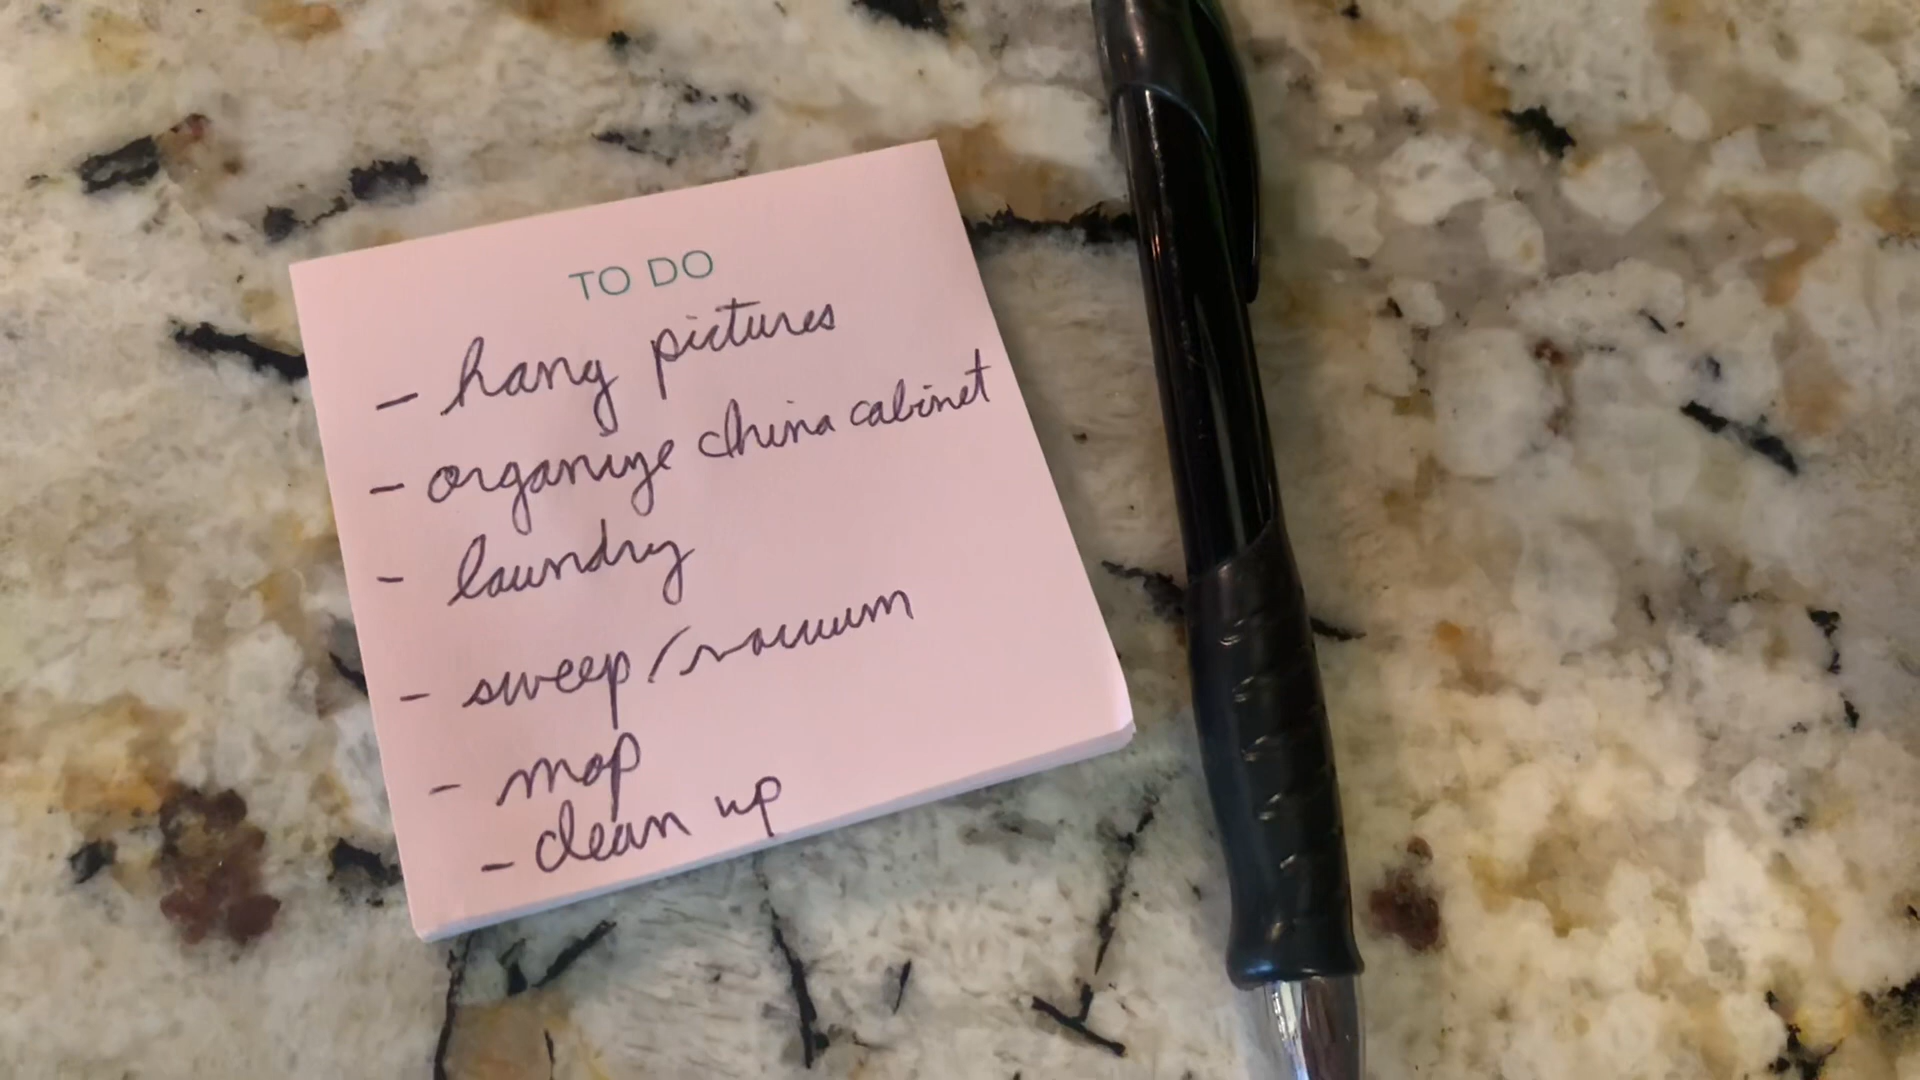 TO DO
- hang pictures
- organize china cabinet
- laundry
- sweep/vacuum
- mop
- clean up